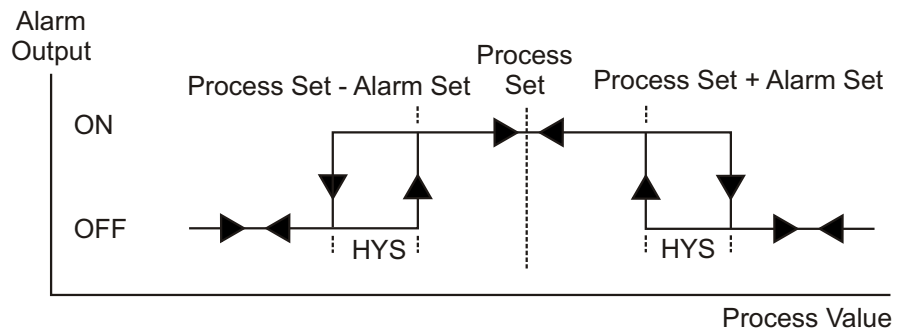 Alarm
Output
Process
Set
Process Set - Alarm Set
Process Set + Alarm Set
ON
OFF
HYS
HYS
Process Value